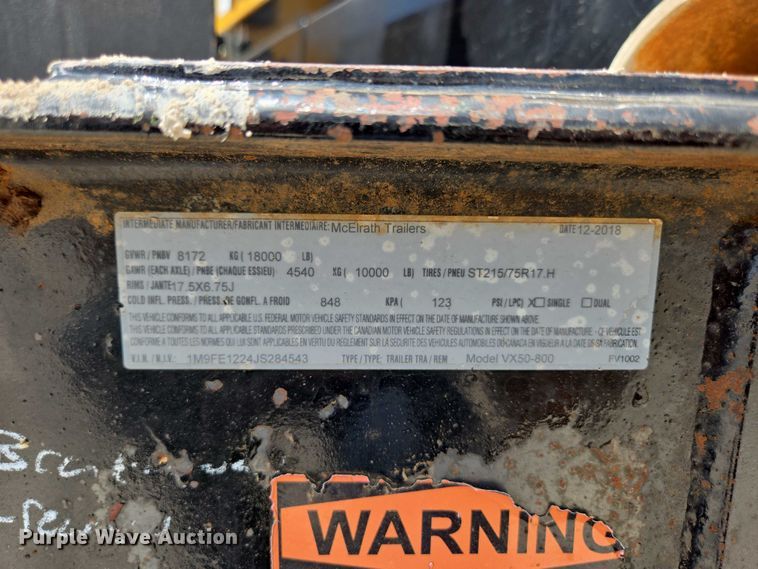 INTERMEDIATE MANUFACTURER/FABRICANT INTERMEDIAIRE: McElrath Trailers DATE 12-2018
GVWR / PNBV 8172 KG ( 18000 LB)
GAWR (EACH AXLE) / PNBE (CHAQUE ESSIEU) 4540 KG ( 10000 LB) TIRES/PNEU ST215/75R17.H
RIMS / JANTE 17.5X6.75J
COLD INFL. PRESS./PRESS. DE GONFL. A FROID 848 KPA ( 123 PSI / LPC) X☐ SINGLE ☐ DUAL
THIS VEHICLE CONFORMS TO ALL APPLICABLE U.S. FEDERAL MOTOR VEHICLE SAFETY STANDARDS IN EFFECT ON THE DATE OF MANUFACTURE SHOWN ABOVE.
THIS VEHICLE CONFORMS TO ALL APPLICABLE STANDARDS PRESCRIBED UNDER THE CANADIAN MOTOR VEHICLE SAFETY REGULATIONS IN EFFECT ON THE DATE OF MANUFACTURE - CE VÉHICULE EST
CONFORME A TOUTES LES NORMES QUI LUI SONT APPLICABLES EN VERTU DU RÈGLEMENT SUR LA SÉCURITÉ DES VÉHICULES AUTOMOBILES DU CANADA EN VIGUEUR A LA DATE DE SA FABRICATION.
V.I.M. / N.I.V. 1M9FE1224JS284543 TYPE / TYPE: TRAILER TRA / REM Model VX50-800 PV1002
WARNING
Purple Wave Auction